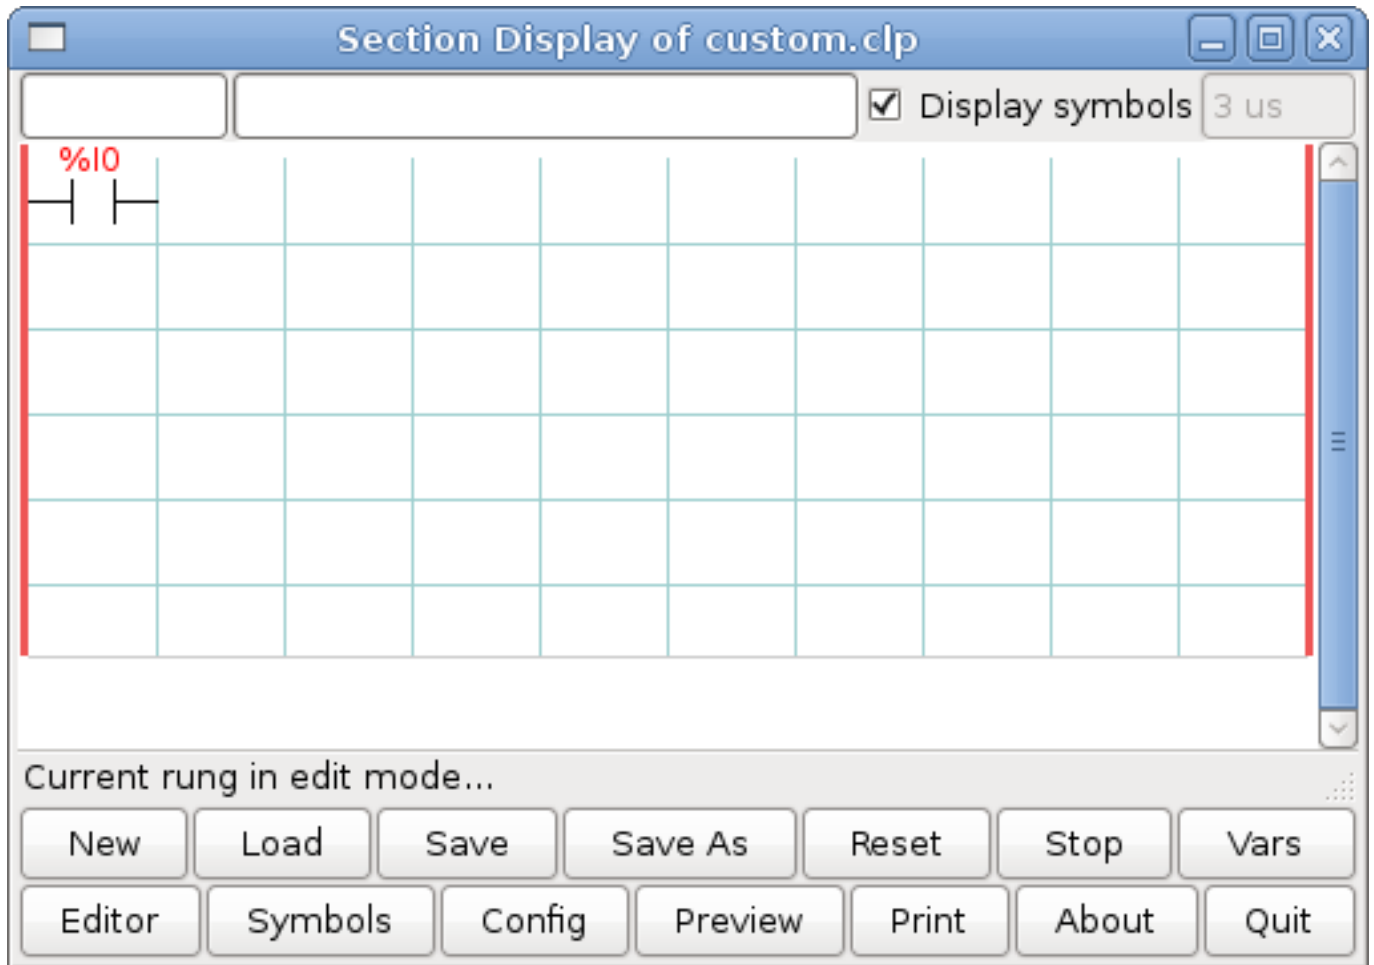 Section Display of custom.clp
Display symbols 3 us
%I0
Current rung in edit mode...
New Load Save Save As Reset Stop Vars
Editor Symbols Config Preview Print About Quit